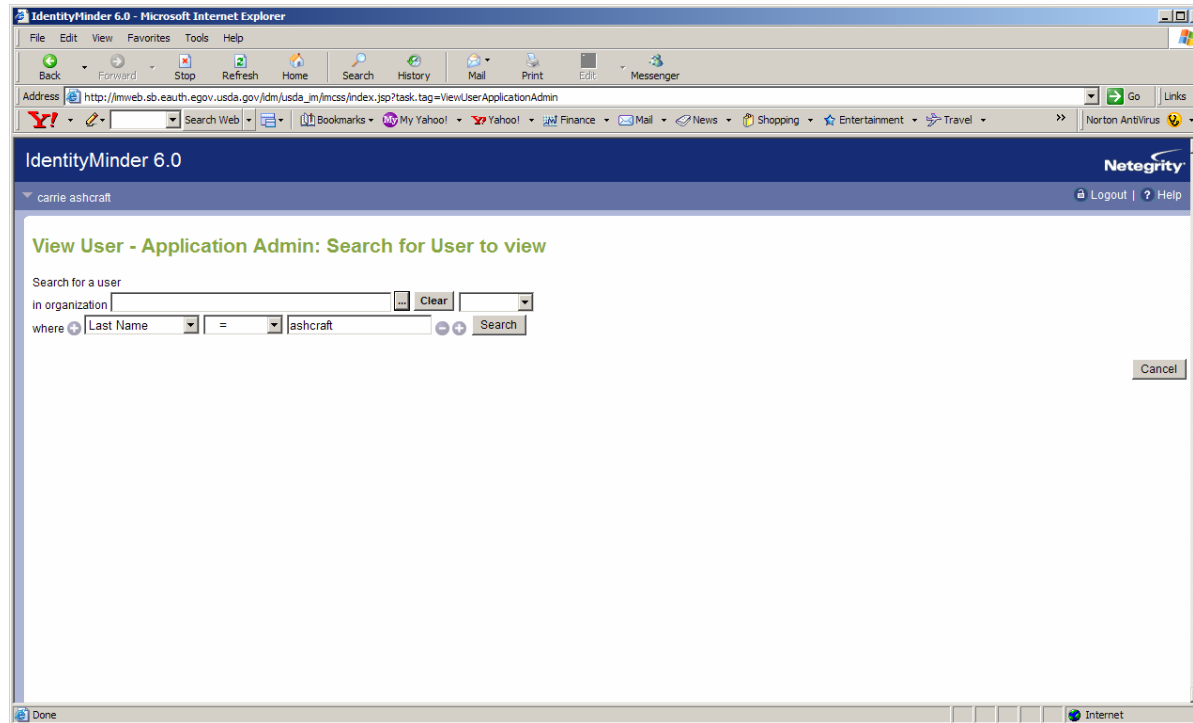 IdentityMinder 6.0 - Microsoft Internet Explorer
File Edit View Favorites Tools Help
Back Forward Stop Refresh Home Search History Mail Print Edit Messenger
Address http://imweb.sb.eauth.egov.usda.gov/idm/usda_im/imcss/index.jsp?task.tag=ViewUserApplicationAdmin Go Links
Y! Search Web Bookmarks My My Yahoo! Y? Yahoo! Finance Mail News Shopping Entertainment Travel >> Norton AntiVirus
IdentityMinder 6.0 Netegrity
carrie ashcraft Logout | ? Help
View User - Application Admin: Search for User to view
Search for a user
in organization ... Clear
where Last Name = ashcraft Search
Cancel
Done Internet